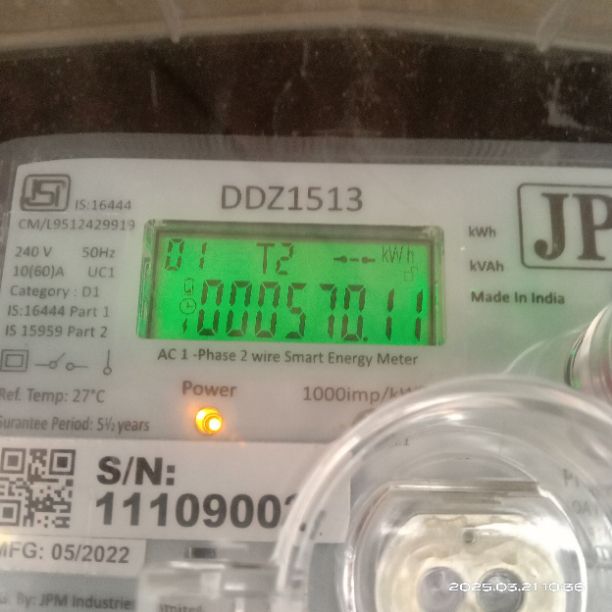 IS:16444
DDZ1513
CM/L9512429919
JP
240 V 50Hz
10(60)A UC1
Category : D1
IS:16444 Part 1
IS 15959 Part 2
01 T2 kWh
000570.11
kWh
kVAh
Made In India
AC 1 -Phase 2 wire Smart Energy Meter
Ref. Temp: 27°C
Power
1000imp/kW
Gurantee Period: 5½ years
S/N:
1110900
MFG: 05/2022
By: JPM Industries
2025.03.21 10:36